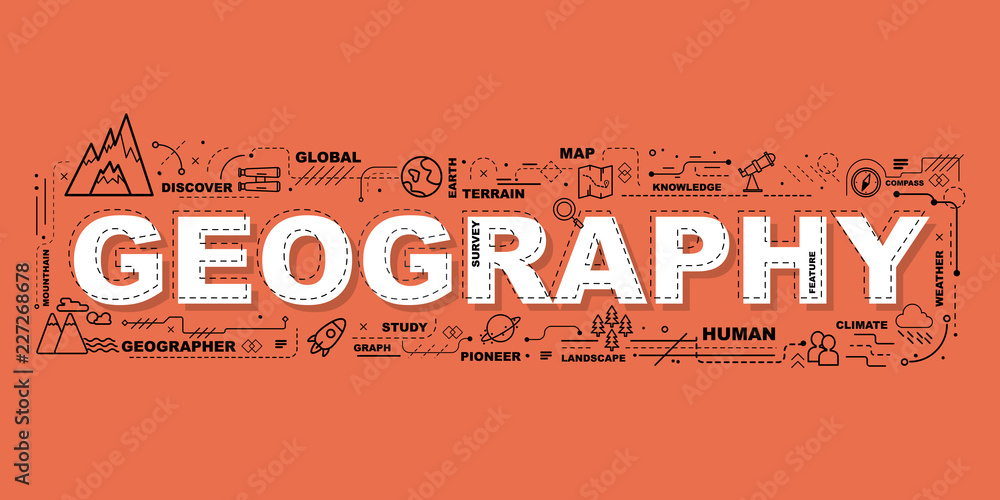 GLOBAL
MAP
DISCOVER
EARTH
TERRAIN
KNOWLEDGE
COMPASS
GEOGRAPHY
MOUNTHAIN
SURVEY
FEATURE
WEATHER
GEOGRAPHER
STUDY
GRAPH
PIONEER
LANDSCAPE
HUMAN
CLIMATE
Adobe Stock | #227268678